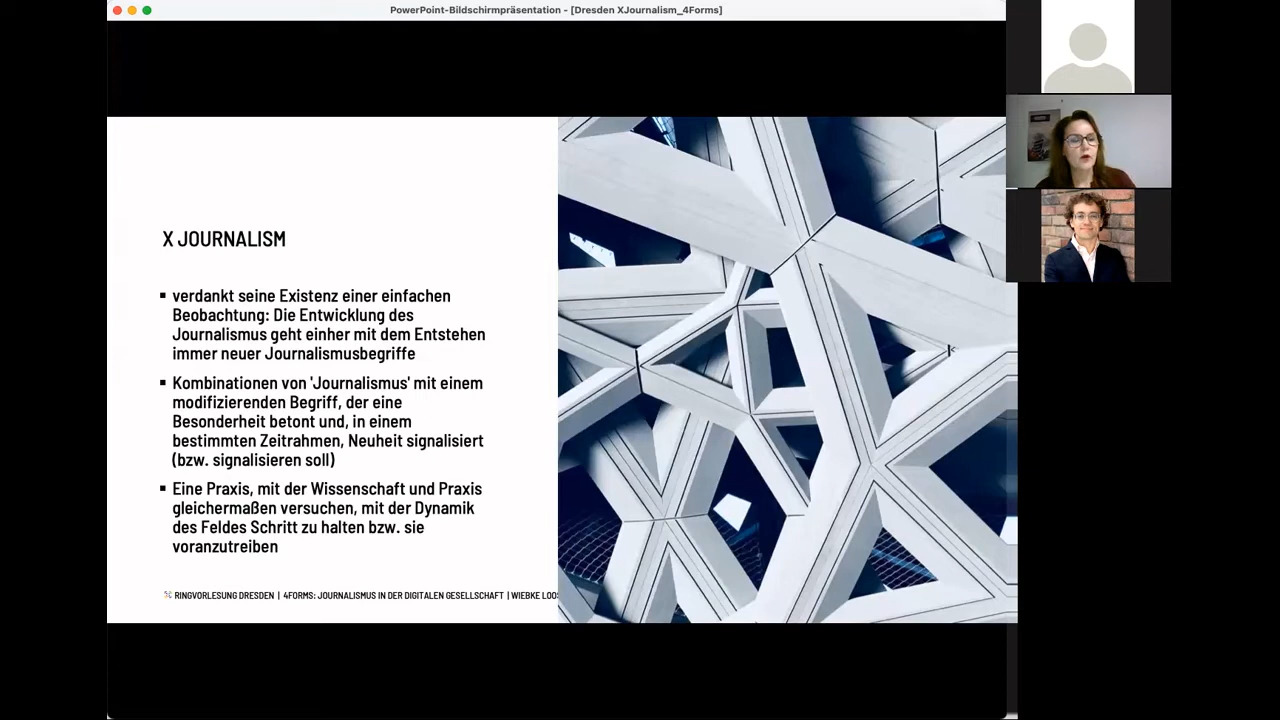 PowerPoint-Bildschirmpräsentation - [Dresden XJournalism_4Forms]
X JOURNALISM
▪ verdankt seine Existenz einer einfachen
Beobachtung: Die Entwicklung des
Journalismus geht einher mit dem Entstehen
immer neuer Journalismusbegriffe
▪ Kombinationen von 'Journalismus' mit einem
modifizierenden Begriff, der eine
Besonderheit betont und, in einem
bestimmten Zeitrahmen, Neuheit signalisiert
(bzw. signalisieren soll)
▪ Eine Praxis, mit der Wissenschaft und Praxis
gleichermaßen versuchen, mit der Dynamik
des Feldes Schritt zu halten bzw. sie
voranzutreiben
RINGVORLESUNG DRESDEN | 4FORMS: JOURNALISMUS IN DER DIGITALEN GESELLSCHAFT | WIEBKE